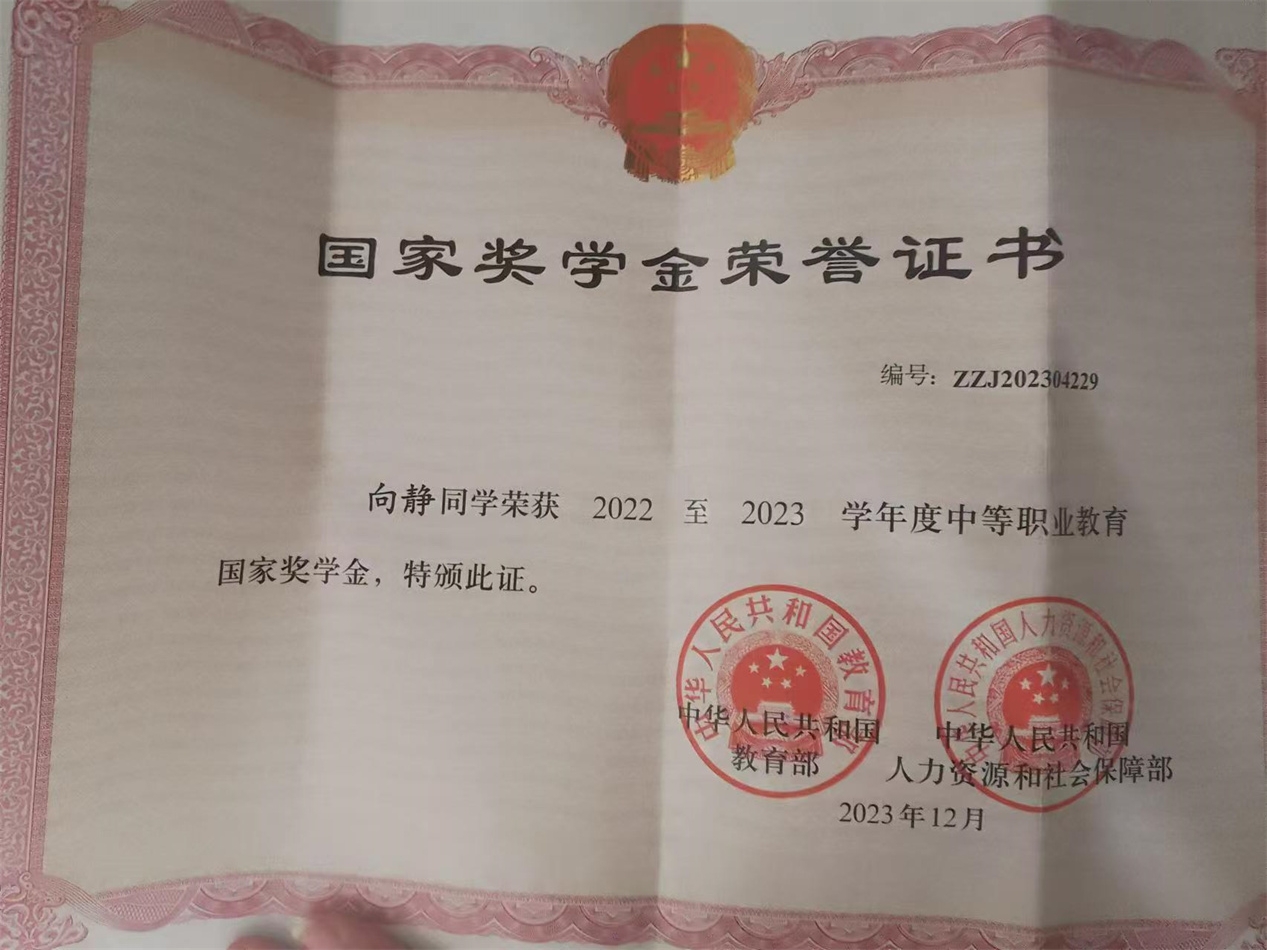 国家奖学金荣誉证书
编号：ZZJ202304229
向静同学荣获 2022 至 2023 学年度中等职业教育
国家奖学金，特颁此证。
中华人民共和国教育部
中华人民共和国人力资源和社会保障部
中华人民共和国
教育部
中华人民共和国
人力资源和社会保障部
2023年12月